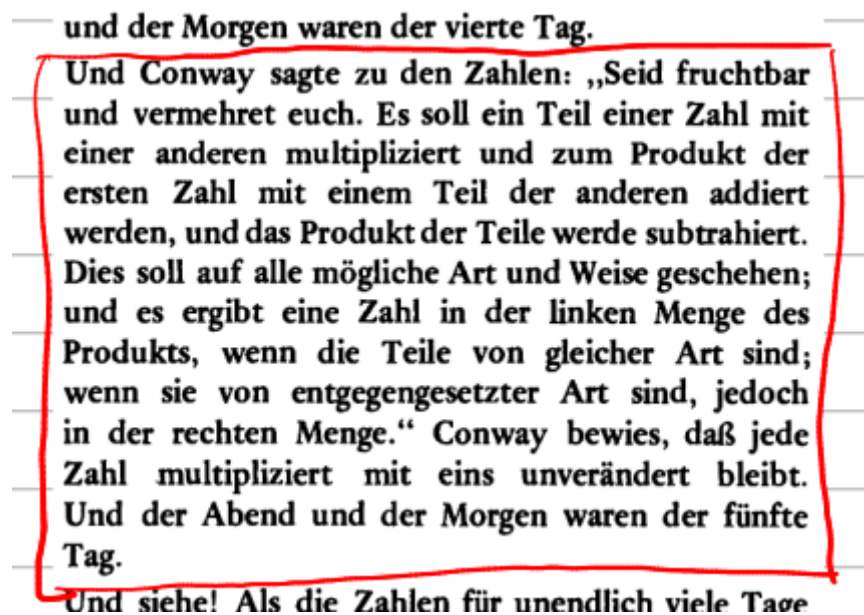 und der Morgen waren der vierte Tag.
Und Conway sagte zu den Zahlen: „Seid fruchtbar
und vermehret euch. Es soll ein Teil einer Zahl mit
einer anderen multipliziert und zum Produkt der
ersten Zahl mit einem Teil der anderen addiert
werden, und das Produkt der Teile werde subtrahiert.
Dies soll auf alle mögliche Art und Weise geschehen;
und es ergibt eine Zahl in der linken Menge des
Produkts, wenn die Teile von gleicher Art sind;
wenn sie von entgegengesetzter Art sind, jedoch
in der rechten Menge.“ Conway bewies, daß jede
Zahl multipliziert mit eins unverändert bleibt.
Und der Abend und der Morgen waren der fünfte
Tag.
Und siehe! Als die Zahlen für unendlich viele Tage